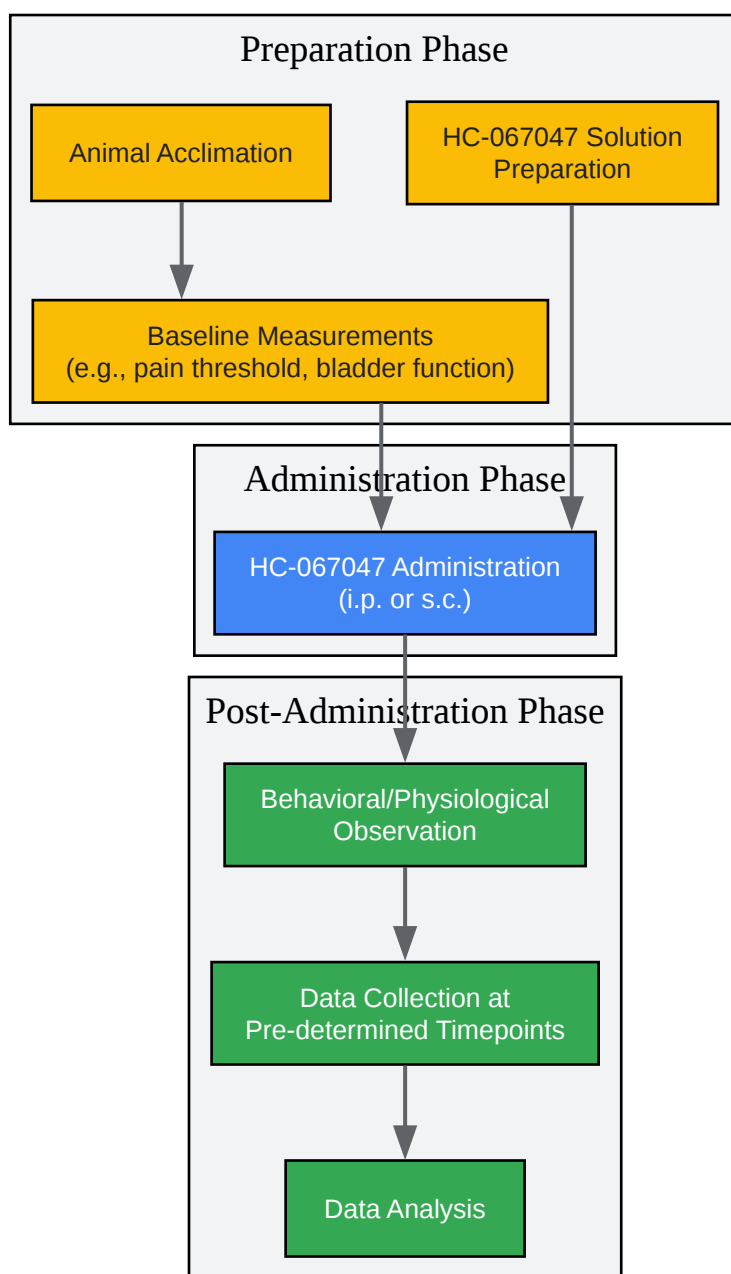 Preparation Phase
Animal Acclimation
HC-067047 Solution
Preparation
Baseline Measurements
(e.g., pain threshold, bladder function)
Administration Phase
HC-067047 Administration
(i.p. or s.c.)
Post-Administration Phase
Behavioral/Physiological
Observation
Data Collection at
Pre-determined Timepoints
Data Analysis